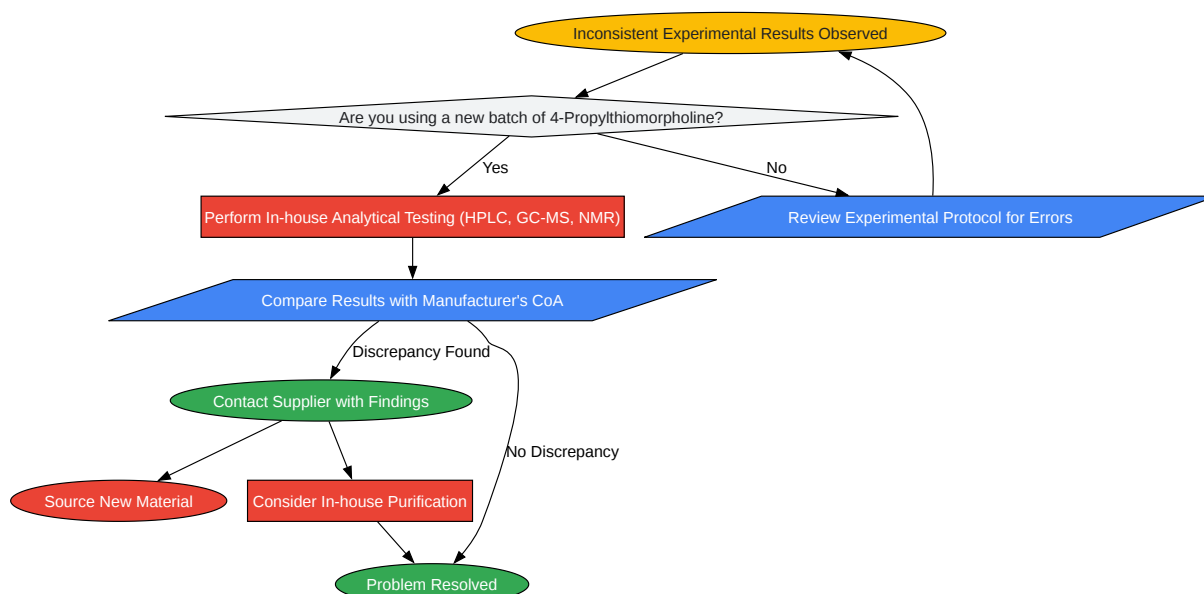 Inconsistent Experimental Results Observed
Are you using a new batch of 4-Propylthiomorpholine?
Yes
No
Perform In-house Analytical Testing (HPLC, GC-MS, NMR)
Review Experimental Protocol for Errors
Compare Results with Manufacturer's CoA
Discrepancy Found
Contact Supplier with Findings
No Discrepancy
Source New Material
Consider In-house Purification
Problem Resolved